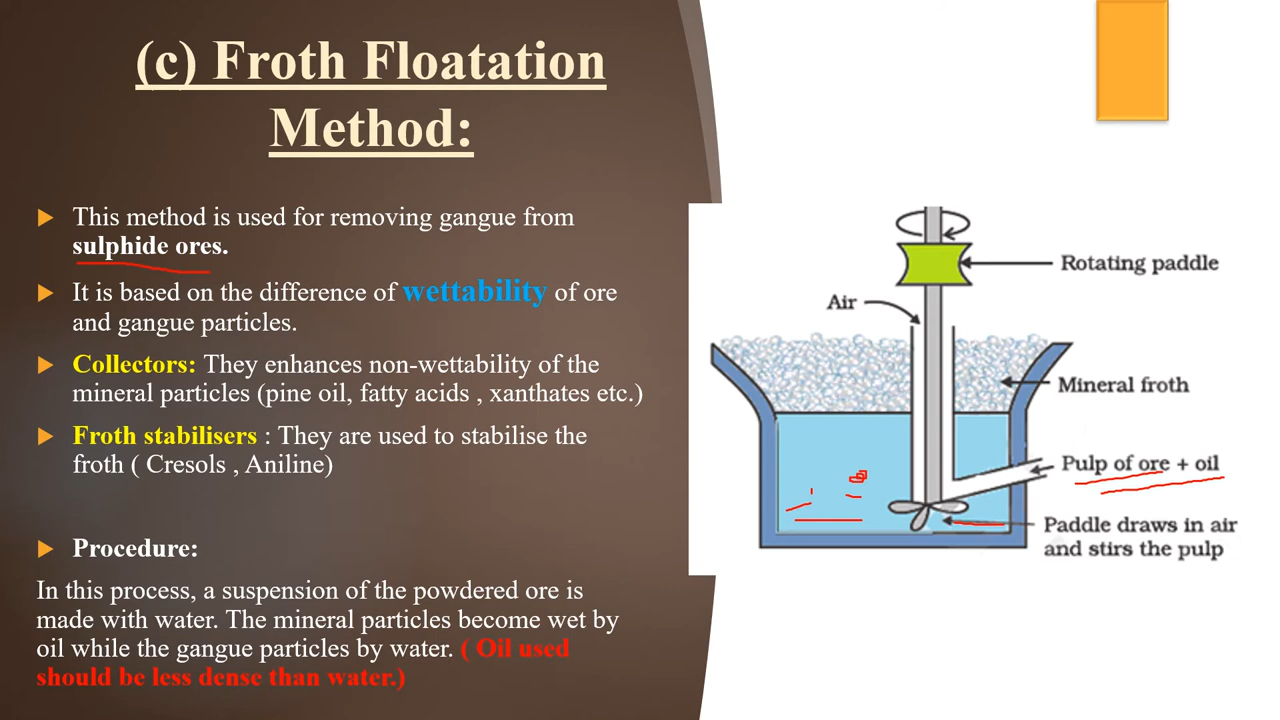 (c) Froth Floatation
Method:
This method is used for removing gangue from
sulphide ores.
It is based on the difference of wettability of ore
and gangue particles.
Collectors: They enhances non-wettability of the
mineral particles (pine oil, fatty acids , xanthates etc.)
Froth stabilisers : They are used to stabilise the
froth ( Cresols , Aniline)
Procedure:
In this process, a suspension of the powdered ore is
made with water. The mineral particles become wet by
oil while the gangue particles by water. ( Oil used
should be less dense than water.)
Rotating paddle
Air
Mineral froth
Pulp of ore + oil
Paddle draws in air
and stirs the pulp